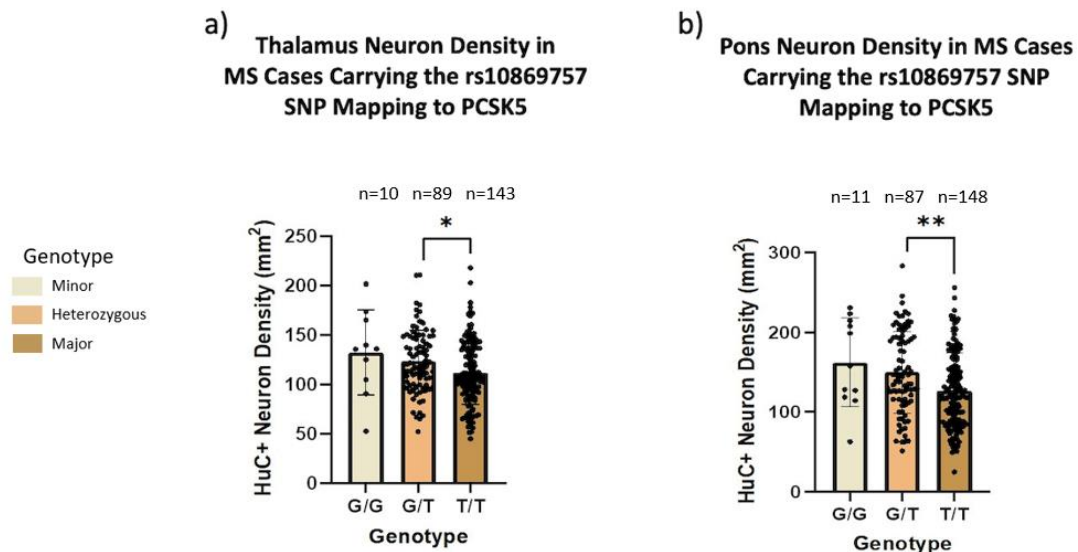 a)
Thalamus Neuron Density in
MS Cases Carrying the rs10869757
SNP Mapping to PCSK5
n=10 n=89 n=143
*
HuC+ Neuron Density (mm²)
250
200
150
100
50
0
G/G G/T T/T
Genotype
b)
Pons Neuron Density in MS Cases
Carrying the rs10869757 SNP
Mapping to PCSK5
n=11 n=87 n=148
**
HuC+ Neuron Density (mm²)
300
200
100
0
G/G G/T T/T
Genotype
Genotype
Minor
Heterozygous
Major